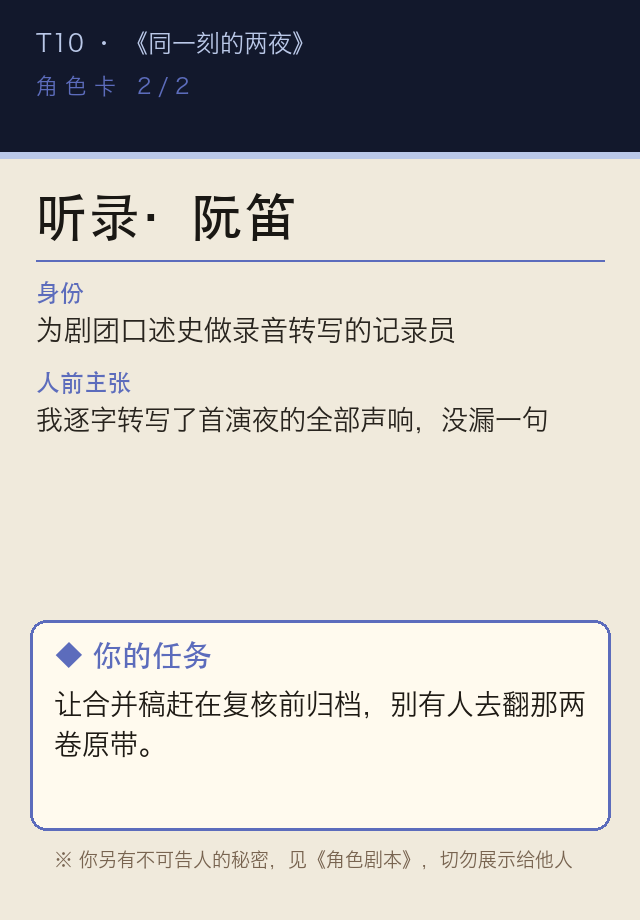 T10 · 《同一刻的两夜》
角色卡 2/2
听录· 阮笛
身份
为剧团口述史做录音转写的记录员
人前主张
我逐字转写了首演夜的全部声响，没漏一句
◆ 你的任务
让合并稿赶在复核前归档，别有人去翻那两
卷原带。
※ 你另有不可告人的秘密，见《角色剧本》，切勿展示给他人